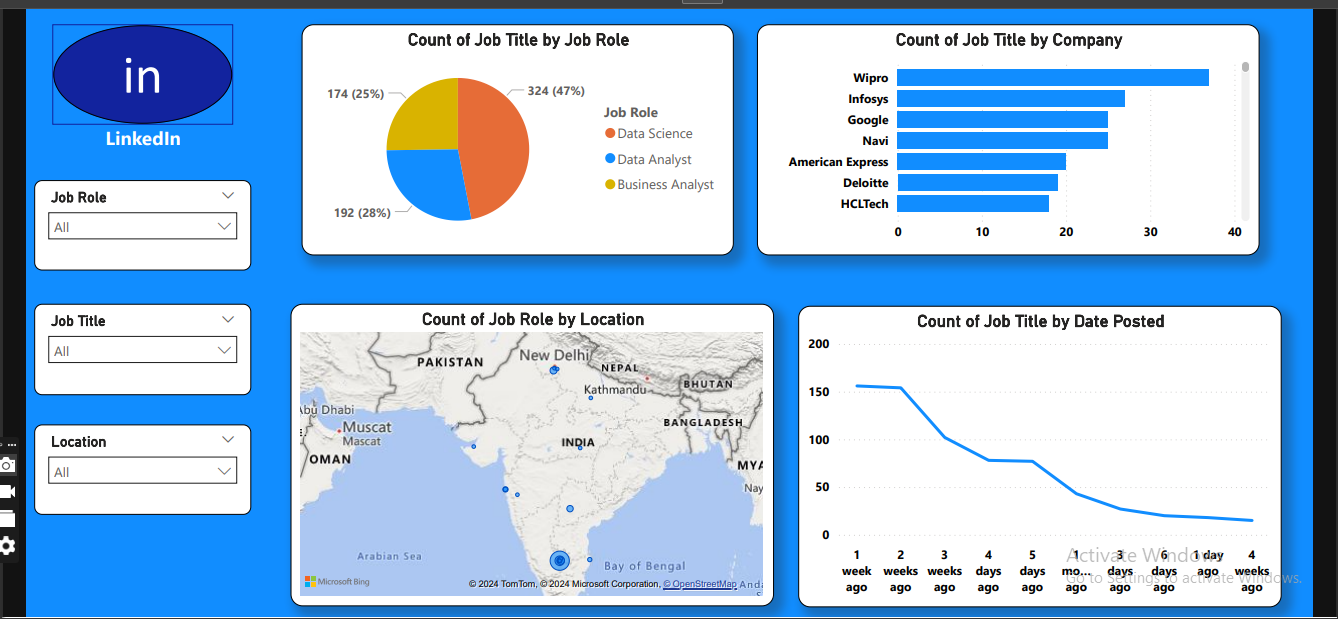 in
LinkedIn
Job Role
All
Job Title
All
Location
All
Count of Job Title by Job Role
174 (25%)
324 (47%)
192 (28%)
Job Role
Data Science
Data Analyst
Business Analyst
Count of Job Title by Company
Wipro
Infosys
Google
Navi
American Express
Deloitte
HCLTech
0 10 20 30 40
Count of Job Role by Location
PAKISTAN
New Delhi
NEPAL
Kathmandu
BHUTAN
Abu Dhabi
Muscat
Mascat
BANGLADESH
INDIA
OMAN
MYA
Nay
Arabian Sea
Bay of Bengal
Microsoft Bing
© 2024 TomTom, © 2024 Microsoft Corporation, © OpenStreetMap
Anda
Count of Job Title by Date Posted
200
150
100
50
0
1 week ago
2 weeks ago
3 weeks ago
4 days ago
5 days ago
1 mo... ago
3 days ago
6 days ago
1 day ago
4 weeks ago
Activate Windows
Go to Settings to activate Windows.